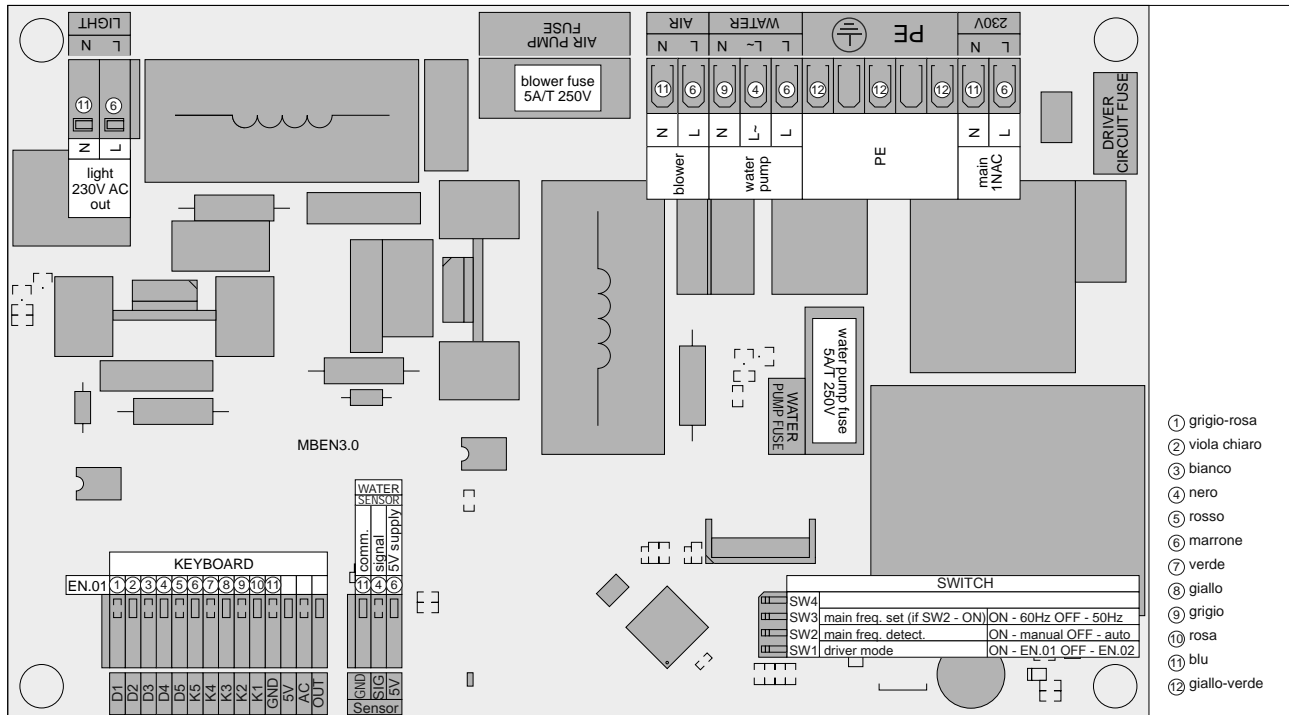 LIGHT
N L
11 6
N L
light
230V AC
out
AIR PUMP
FUSE
blower fuse
5A/T 250V
AIR WATER PE 230V
N L N L~ L N L
11 6 9 4 6 12 12 12 11 6
N L N L~ L PE N L
blower
water
pump
main
1NAC
DRIVER
CIRCUIT FUSE
water pump fuse
5A/T 250V
WATER
PUMP FUSE
MBEN3.0
WATER
SENSOR
comm.
signal
5V supply
11 4 6
GND
SIG
5V
Sensor
KEYBOARD
EN.01 1 2 3 4 5 6 7 8 9 10 11
D1
D2
D3
D4
D5
K5
K4
K3
K2
K1
GND
5V
AC
OUT
SWITCH
SW4
SW3 main freq. set (if SW2 - ON) ON - 60Hz OFF - 50Hz
SW2 main freq. detect. ON - manual OFF - auto
SW1 driver mode ON - EN.01 OFF - EN.02
1 grigio-rosa
2 viola chiaro
3 bianco
4 nero
5 rosso
6 marrone
7 verde
8 giallo
9 grigio
10 rosa
11 blu
12 giallo-verde